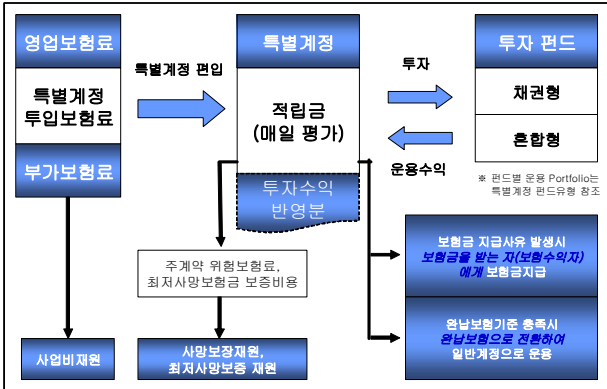 영업보험료
특별계정
투입보험료
부가보험료
특별계정 편입
특별계정
적립금
(매일 평가)
투자수익
반영분
투자
운용수익
투자 펀드
채권형
혼합형
※ 펀드별 운용 Portfolio는
특별계정 펀드유형 참조
주계약 위험보험료,
최저사망보험금 보증비용
보험금 지급사유 발생시
보험금을 받는 자(보험수익자)
에게 보험금지급
완납보험기준 충족시
완납보험으로 전환하여
일반계정으로 운용
사업비재원
사망보장재원,
최저사망보증 재원